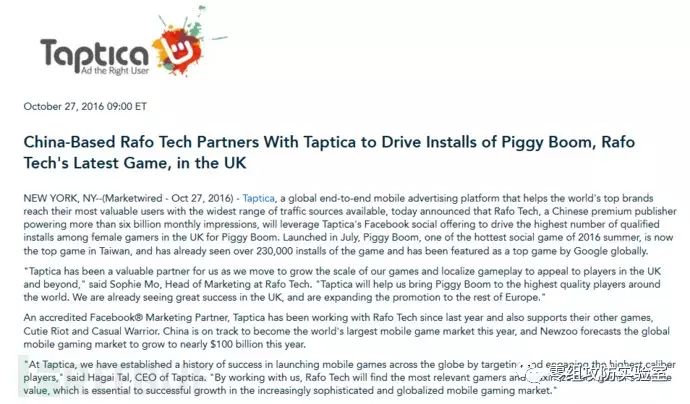 Taptica
Ad the Right User
October 27, 2016 09:00 ET
China-Based Rafo Tech Partners With Taptica to Drive Installs of Piggy Boom, Rafo
Tech's Latest Game, in the UK
NEW YORK, NY--(Marketwired - Oct 27, 2016) - Taptica, a global end-to-end mobile advertising platform that helps the world's top brands
reach their most valuable users with the widest range of traffic sources available, today announced that Rafo Tech, a Chinese premium publisher
powering more than six billion monthly impressions, will leverage Taptica's Facebook social offering to drive the highest number of qualified
installs among female gamers in the UK for Piggy Boom. Launched in July, Piggy Boom, one of the hottest social game of 2016 summer, is now
the top game in Taiwan, and has already seen over 230,000 installs of the game and has been featured as a top game by Google globally.
"Taptica has been a valuable partner for us as we move to grow the scale of our games and localize gameplay to appeal to players in the UK
and beyond," said Sophie Mo, Head of Marketing at Rafo Tech. "Taptica will help us bring Piggy Boom to the highest quality players around
the world. We are already seeing great success in the UK, and are expanding the promotion to the rest of Europe."
An accredited Facebook® Marketing Partner, Taptica has been working with Rafo Tech since last year and also supports their other games,
Cutie Riot and Casual Warrior. China is on track to become the world's largest mobile game market this year, and Newzoo forecasts the global
mobile gaming market to grow to nearly $100 billion this year.
"At Taptica, we have established a history of success in launching mobile games across the globe by targeting and engaging the highest caliber
players," said Hagai Tal, CEO of Taptica. "By working with us, Rafo Tech will find the most relevant gamers and
value, which is essential to successful growth in the increasingly sophisticated and globalized mobile gaming market."
零组攻防实验室